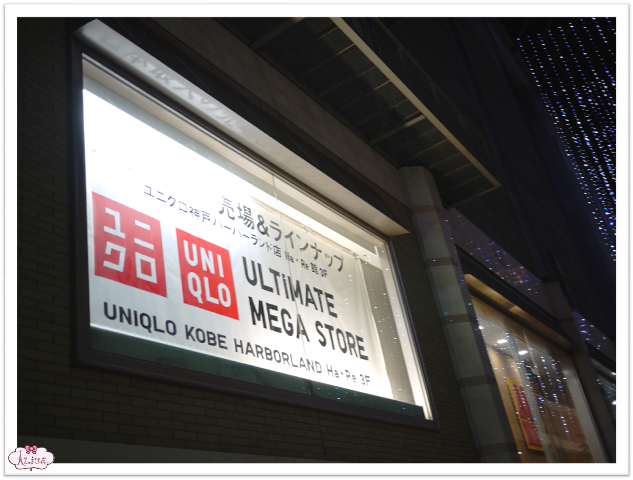 売場&ラインナップ
ユニクロ神戸ハーバーランド店 Ha・Re 館 3F
ユニ
クロ
UNI
QLO
ULTIMATE
MEGA STORE
UNIQLO KOBE HARBORLAND Ha・Re 3F